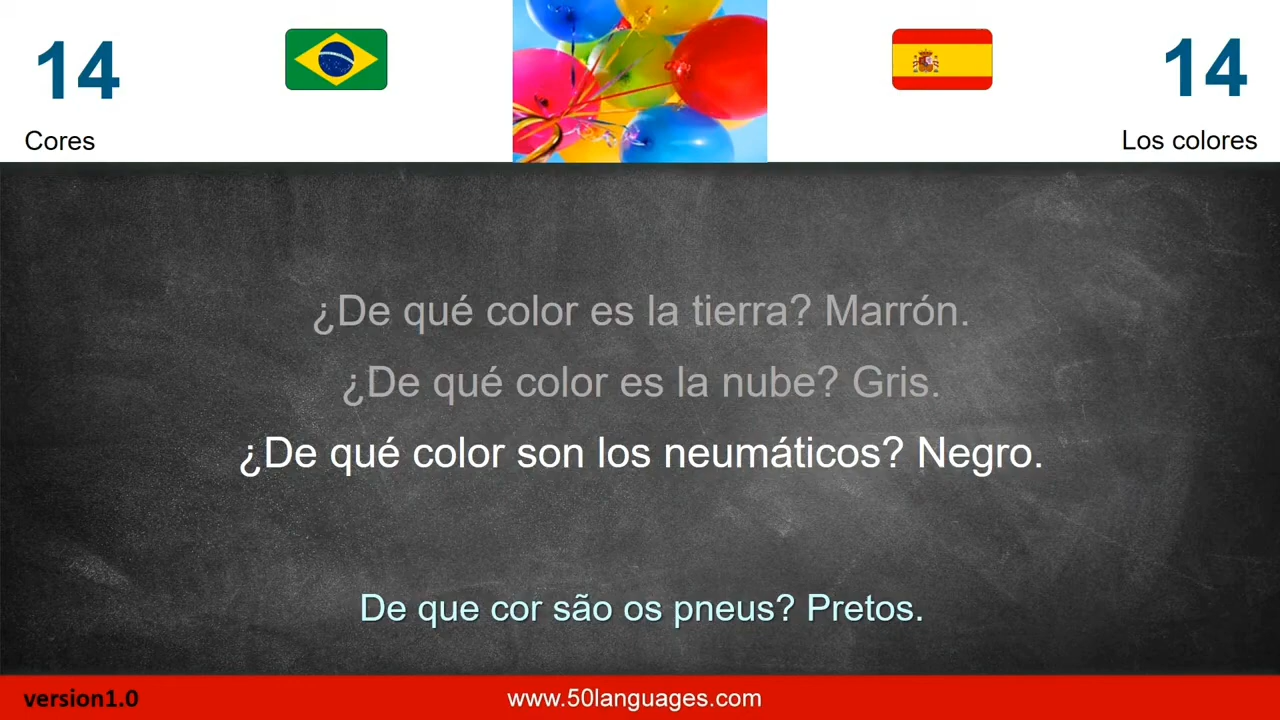 14
14
Cores
Los colores
¿De qué color es la tierra? Marrón.
¿De qué color es la nube? Gris.
¿De qué color son los neumáticos? Negro.
De que cor são os pneus? Pretos.
version1.0
www.50languages.com